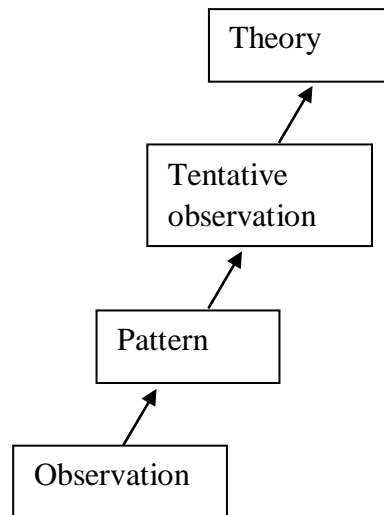 Theory
Tentative
observation
Pattern
Observation